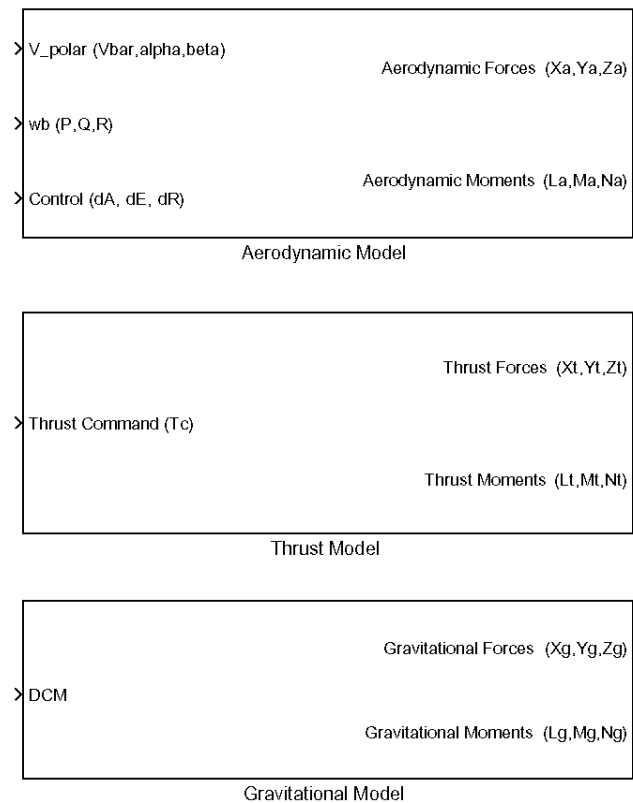 V_polar (Vbar,alpha,beta)
Aerodynamic Forces (Xa,Ya,Za)
wb (P,Q,R)
Aerodynamic Moments (La,Ma,Na)
Control (dA, dE, dR)
Aerodynamic Model
Thrust Forces (Xt,Yt,Zt)
Thrust Command (Tc)
Thrust Moments (Lt,Mt,Nt)
Thrust Model
Gravitational Forces (Xg,Yg,Zg)
DCM
Gravitational Moments (Lg,Mg,Ng)
Gravitational Model